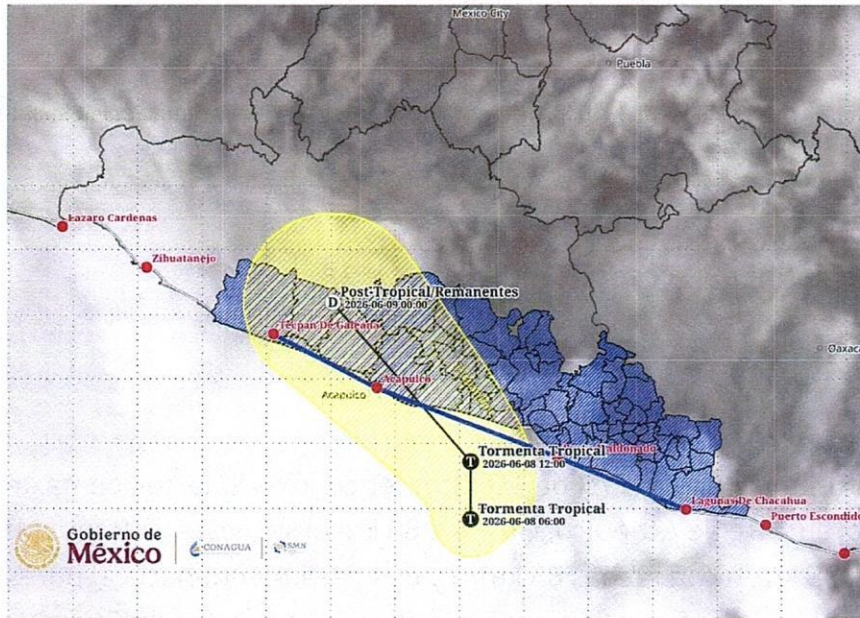 Mexico City
Puebla
Lazaro Cardenas
Zihuatanejo
Post-Tropical/Remanentes
D
2026-06-09 00:00
Tecpan De Galeana
Oaxaca
Acapulco
Acapulco
Tormenta Tropical
T
2026-06-08 12:00
Tormenta Tropical
T
2026-06-08 06:00
Lagunas De Chacahua
Puerto Escondido
Gobierno de
México
CONAGUA
SMN